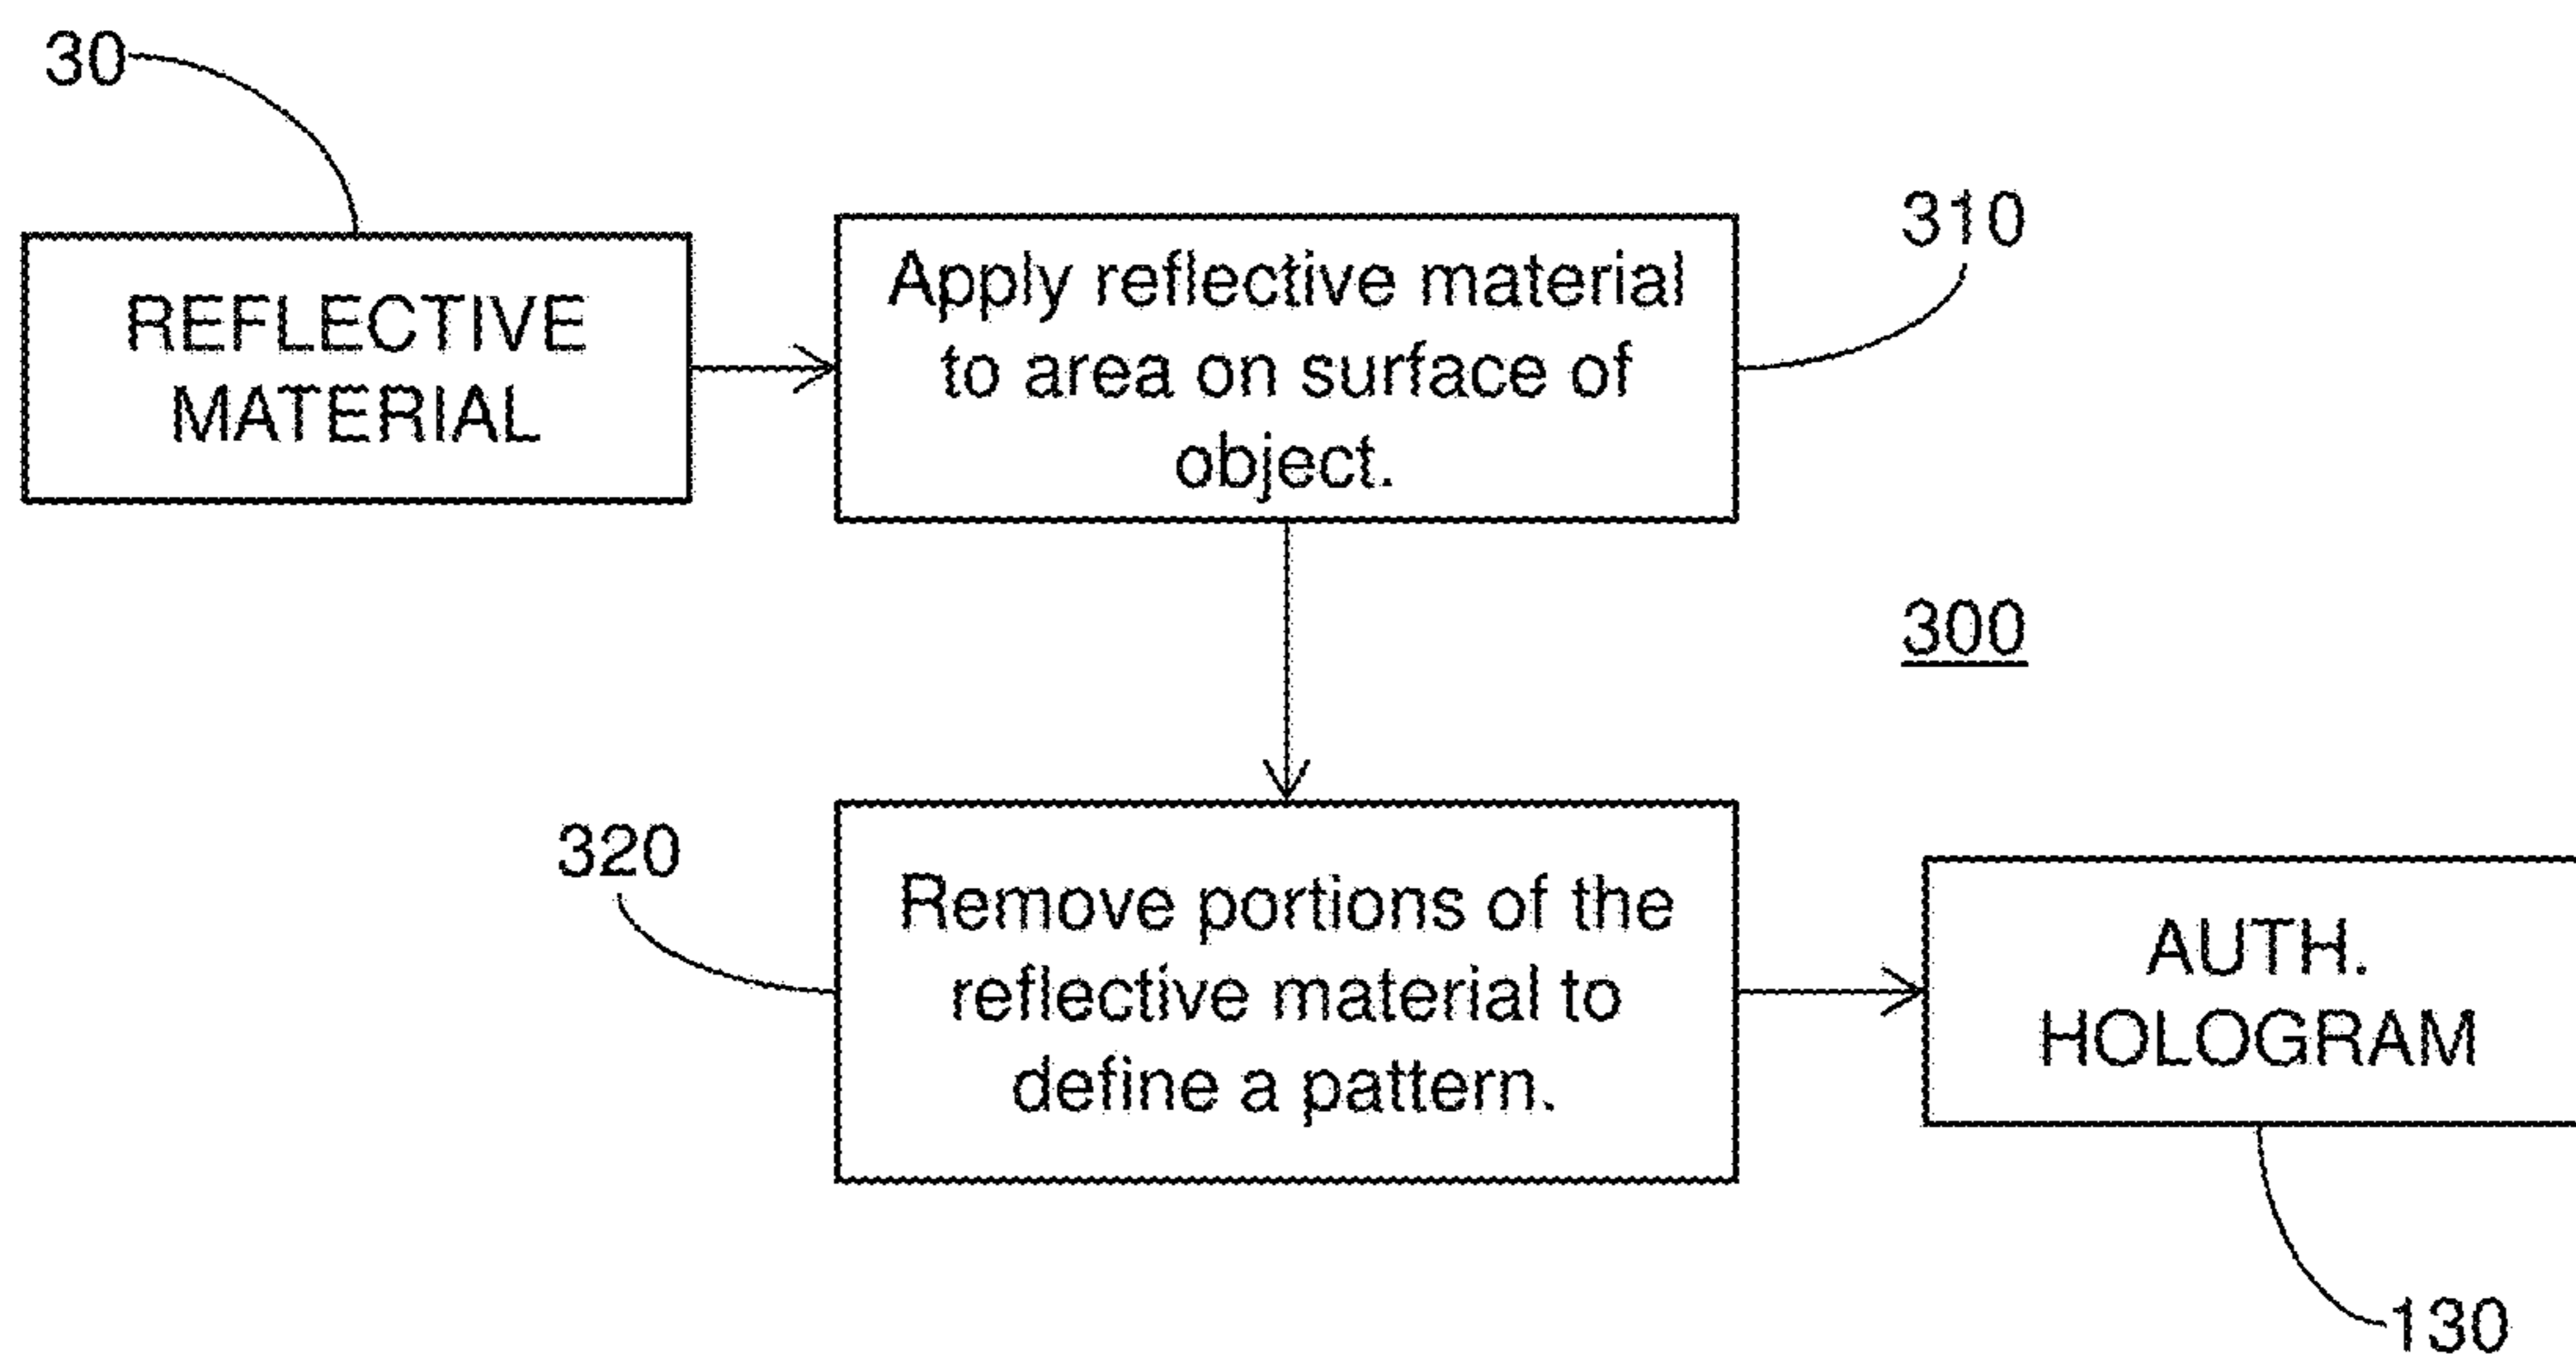 30
REFLECTIVE
MATERIAL
Apply reflective material
to area on surface of
object.
310
300
320
Remove portions of the
reflective material to
define a pattern.
AUTH.
HOLOGRAM
130